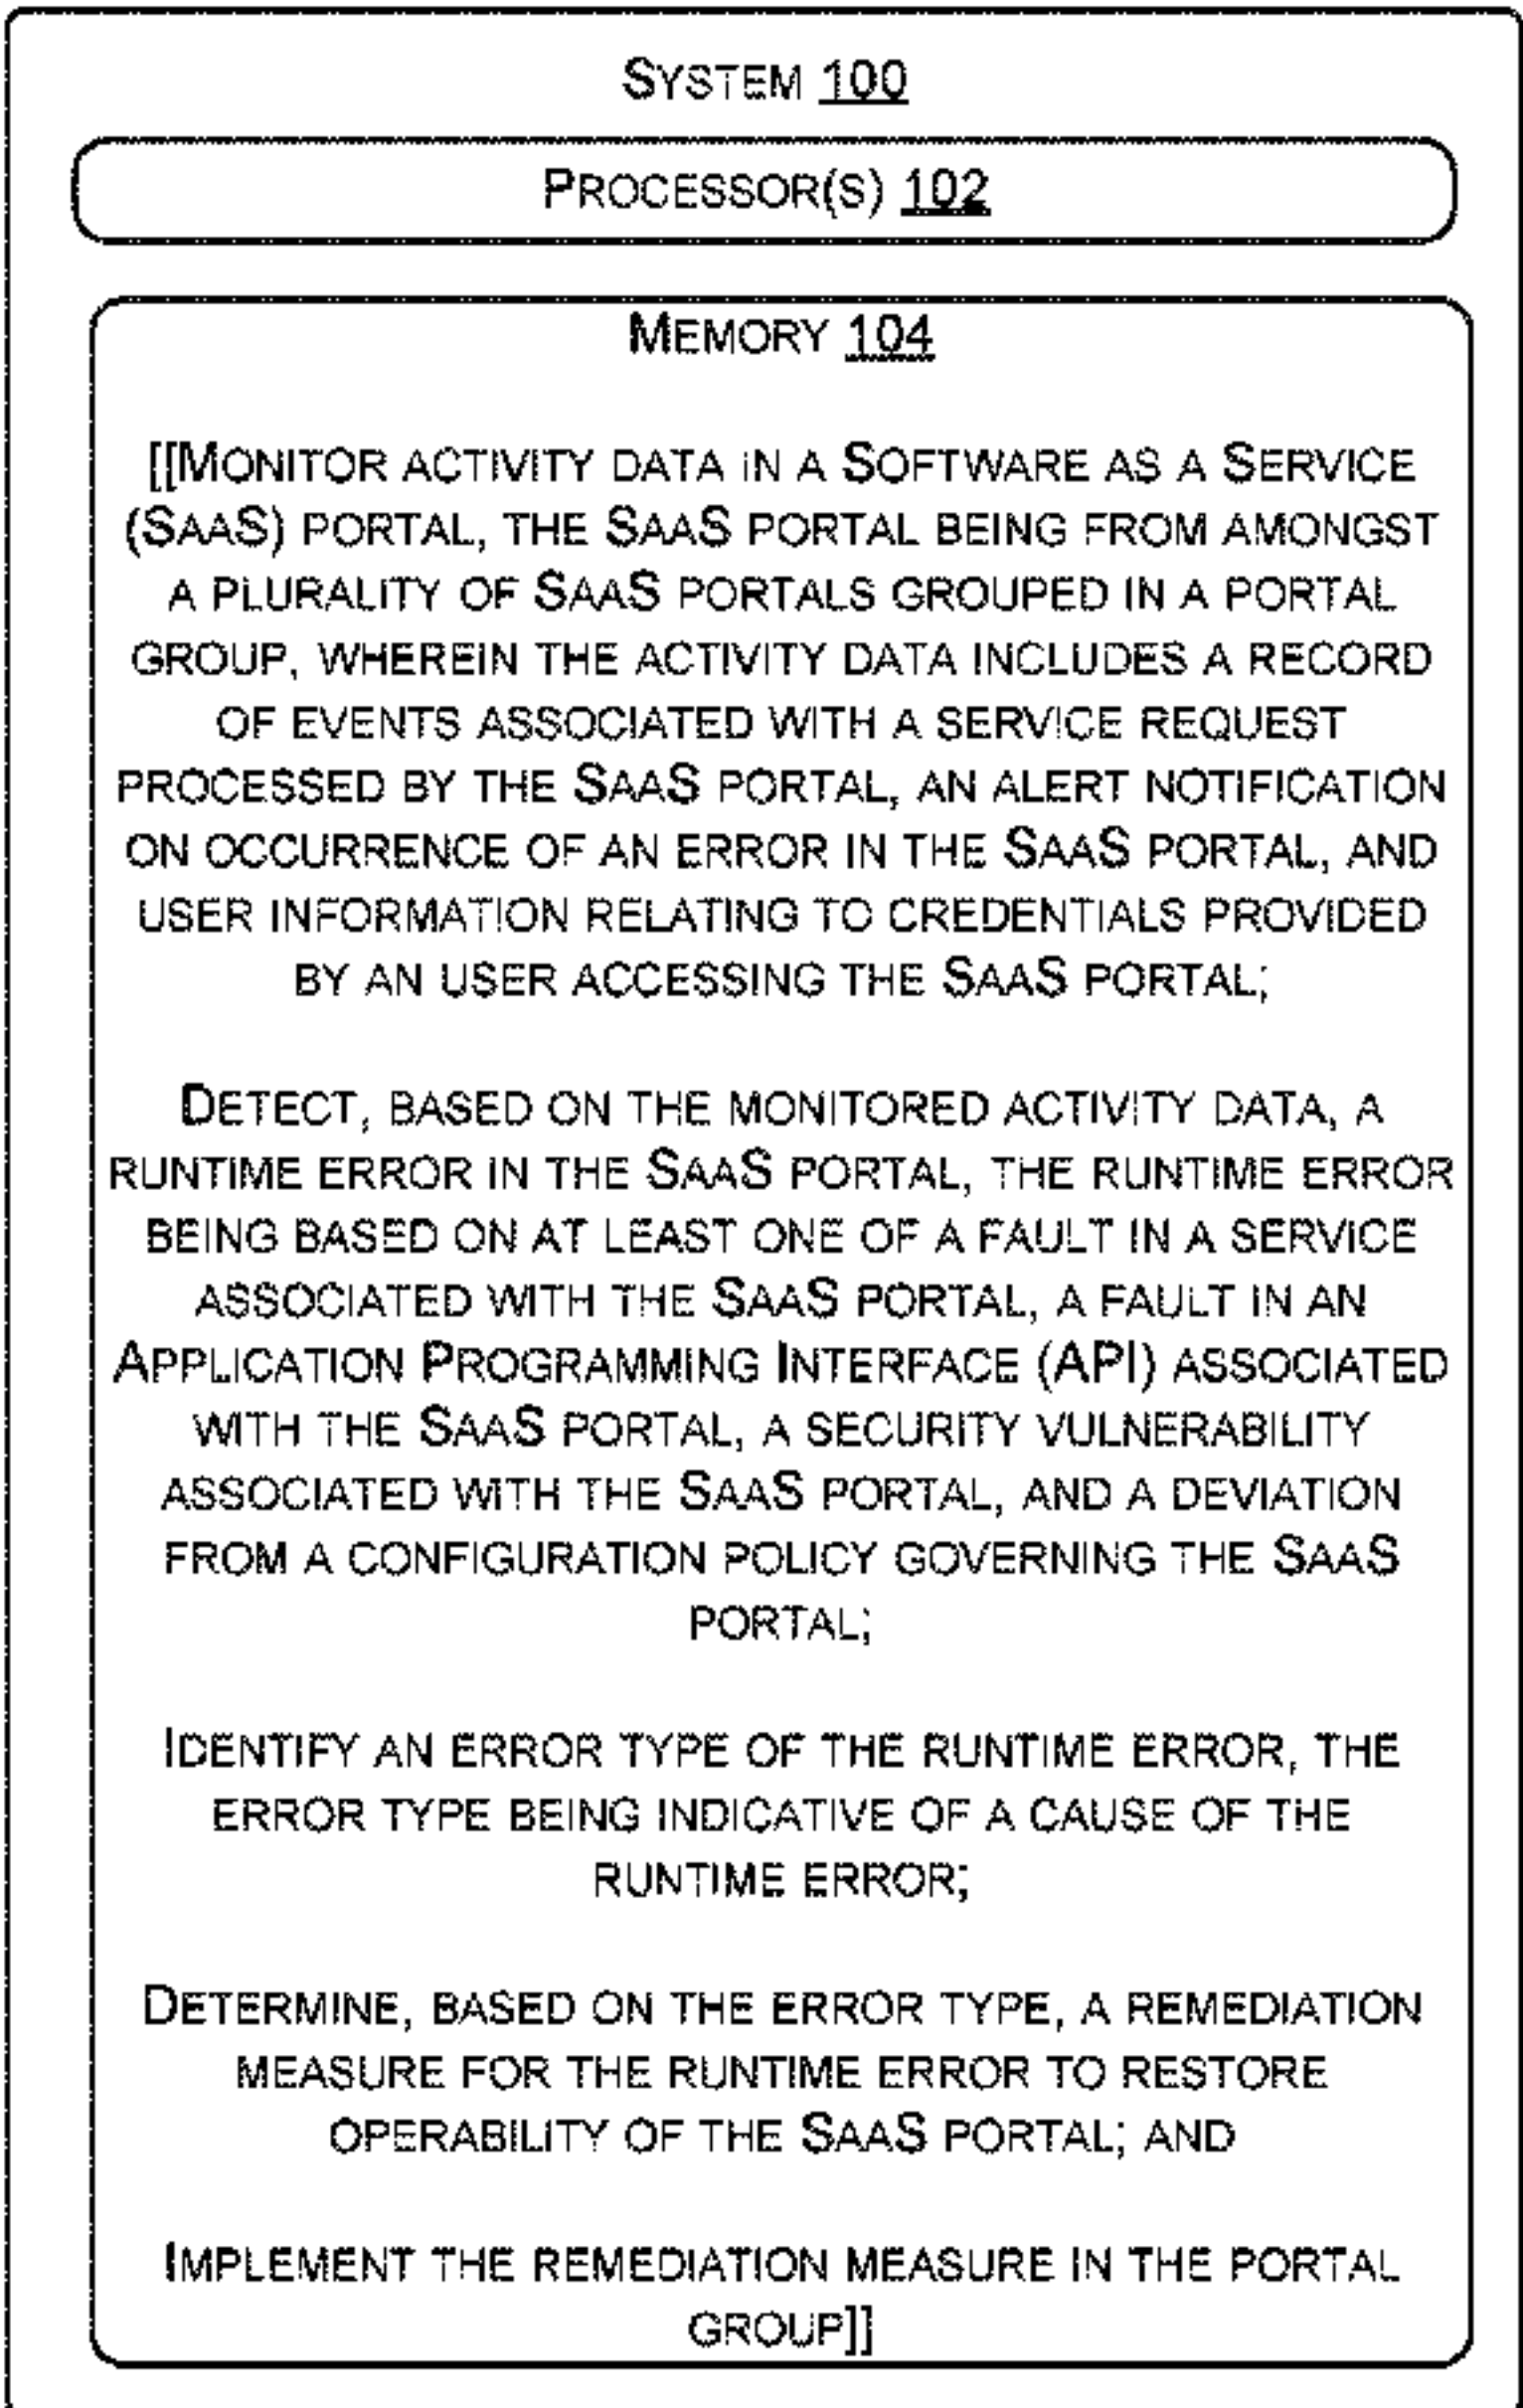 SYSTEM 100
PROCESSOR(S) 102
MEMORY 104
[[MONITOR ACTIVITY DATA IN A SOFTWARE AS A SERVICE
(SAAS) PORTAL, THE SAAS PORTAL BEING FROM AMONGST
A PLURALITY OF SAAS PORTALS GROUPED IN A PORTAL
GROUP, WHEREIN THE ACTIVITY DATA INCLUDES A RECORD
OF EVENTS ASSOCIATED WITH A SERVICE REQUEST
PROCESSED BY THE SAAS PORTAL, AN ALERT NOTIFICATION
ON OCCURRENCE OF AN ERROR IN THE SAAS PORTAL, AND
USER INFORMATION RELATING TO CREDENTIALS PROVIDED
BY AN USER ACCESSING THE SAAS PORTAL;
DETECT, BASED ON THE MONITORED ACTIVITY DATA, A
RUNTIME ERROR IN THE SAAS PORTAL, THE RUNTIME ERROR
BEING BASED ON AT LEAST ONE OF A FAULT IN A SERVICE
ASSOCIATED WITH THE SAAS PORTAL, A FAULT IN AN
APPLICATION PROGRAMMING INTERFACE (API) ASSOCIATED
WITH THE SAAS PORTAL, A SECURITY VULNERABILITY
ASSOCIATED WITH THE SAAS PORTAL, AND A DEVIATION
FROM A CONFIGURATION POLICY GOVERNING THE SAAS
PORTAL;
IDENTIFY AN ERROR TYPE OF THE RUNTIME ERROR, THE
ERROR TYPE BEING INDICATIVE OF A CAUSE OF THE
RUNTIME ERROR;
DETERMINE, BASED ON THE ERROR TYPE, A REMEDIATION
MEASURE FOR THE RUNTIME ERROR TO RESTORE
OPERABILITY OF THE SAAS PORTAL; AND
IMPLEMENT THE REMEDIATION MEASURE IN THE PORTAL
GROUP]]